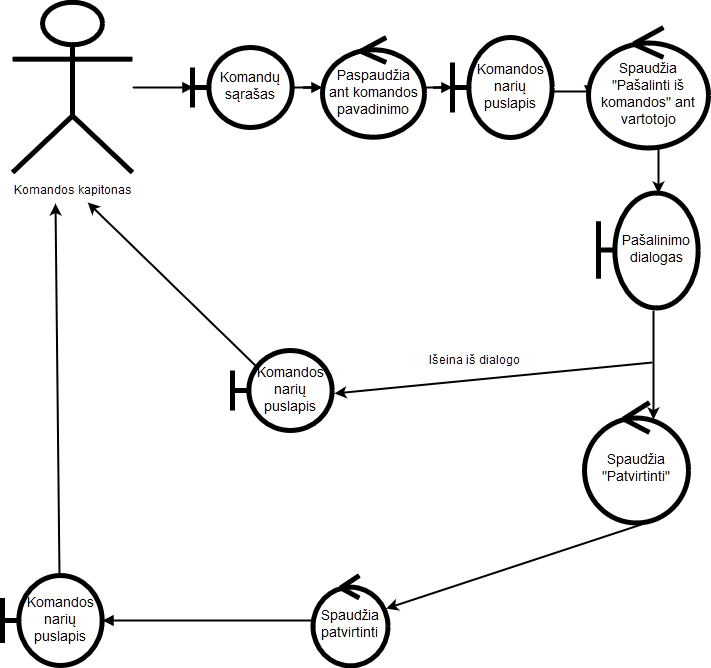 Komandų
sąrašas
Paspaudžia
ant komandos
pavadinimo
Komandos
narių
puslapis
Spaudžia
"Pašalinti iš
komandos" ant
vartotojo
Komandos kapitonas
Pašalinimo
dialogas
Išeina iš dialogo
Komandos
narių
puslapis
Spaudžia
"Patvirtinti"
Komandos
narių
puslapis
Spaudžia
patvirtinti